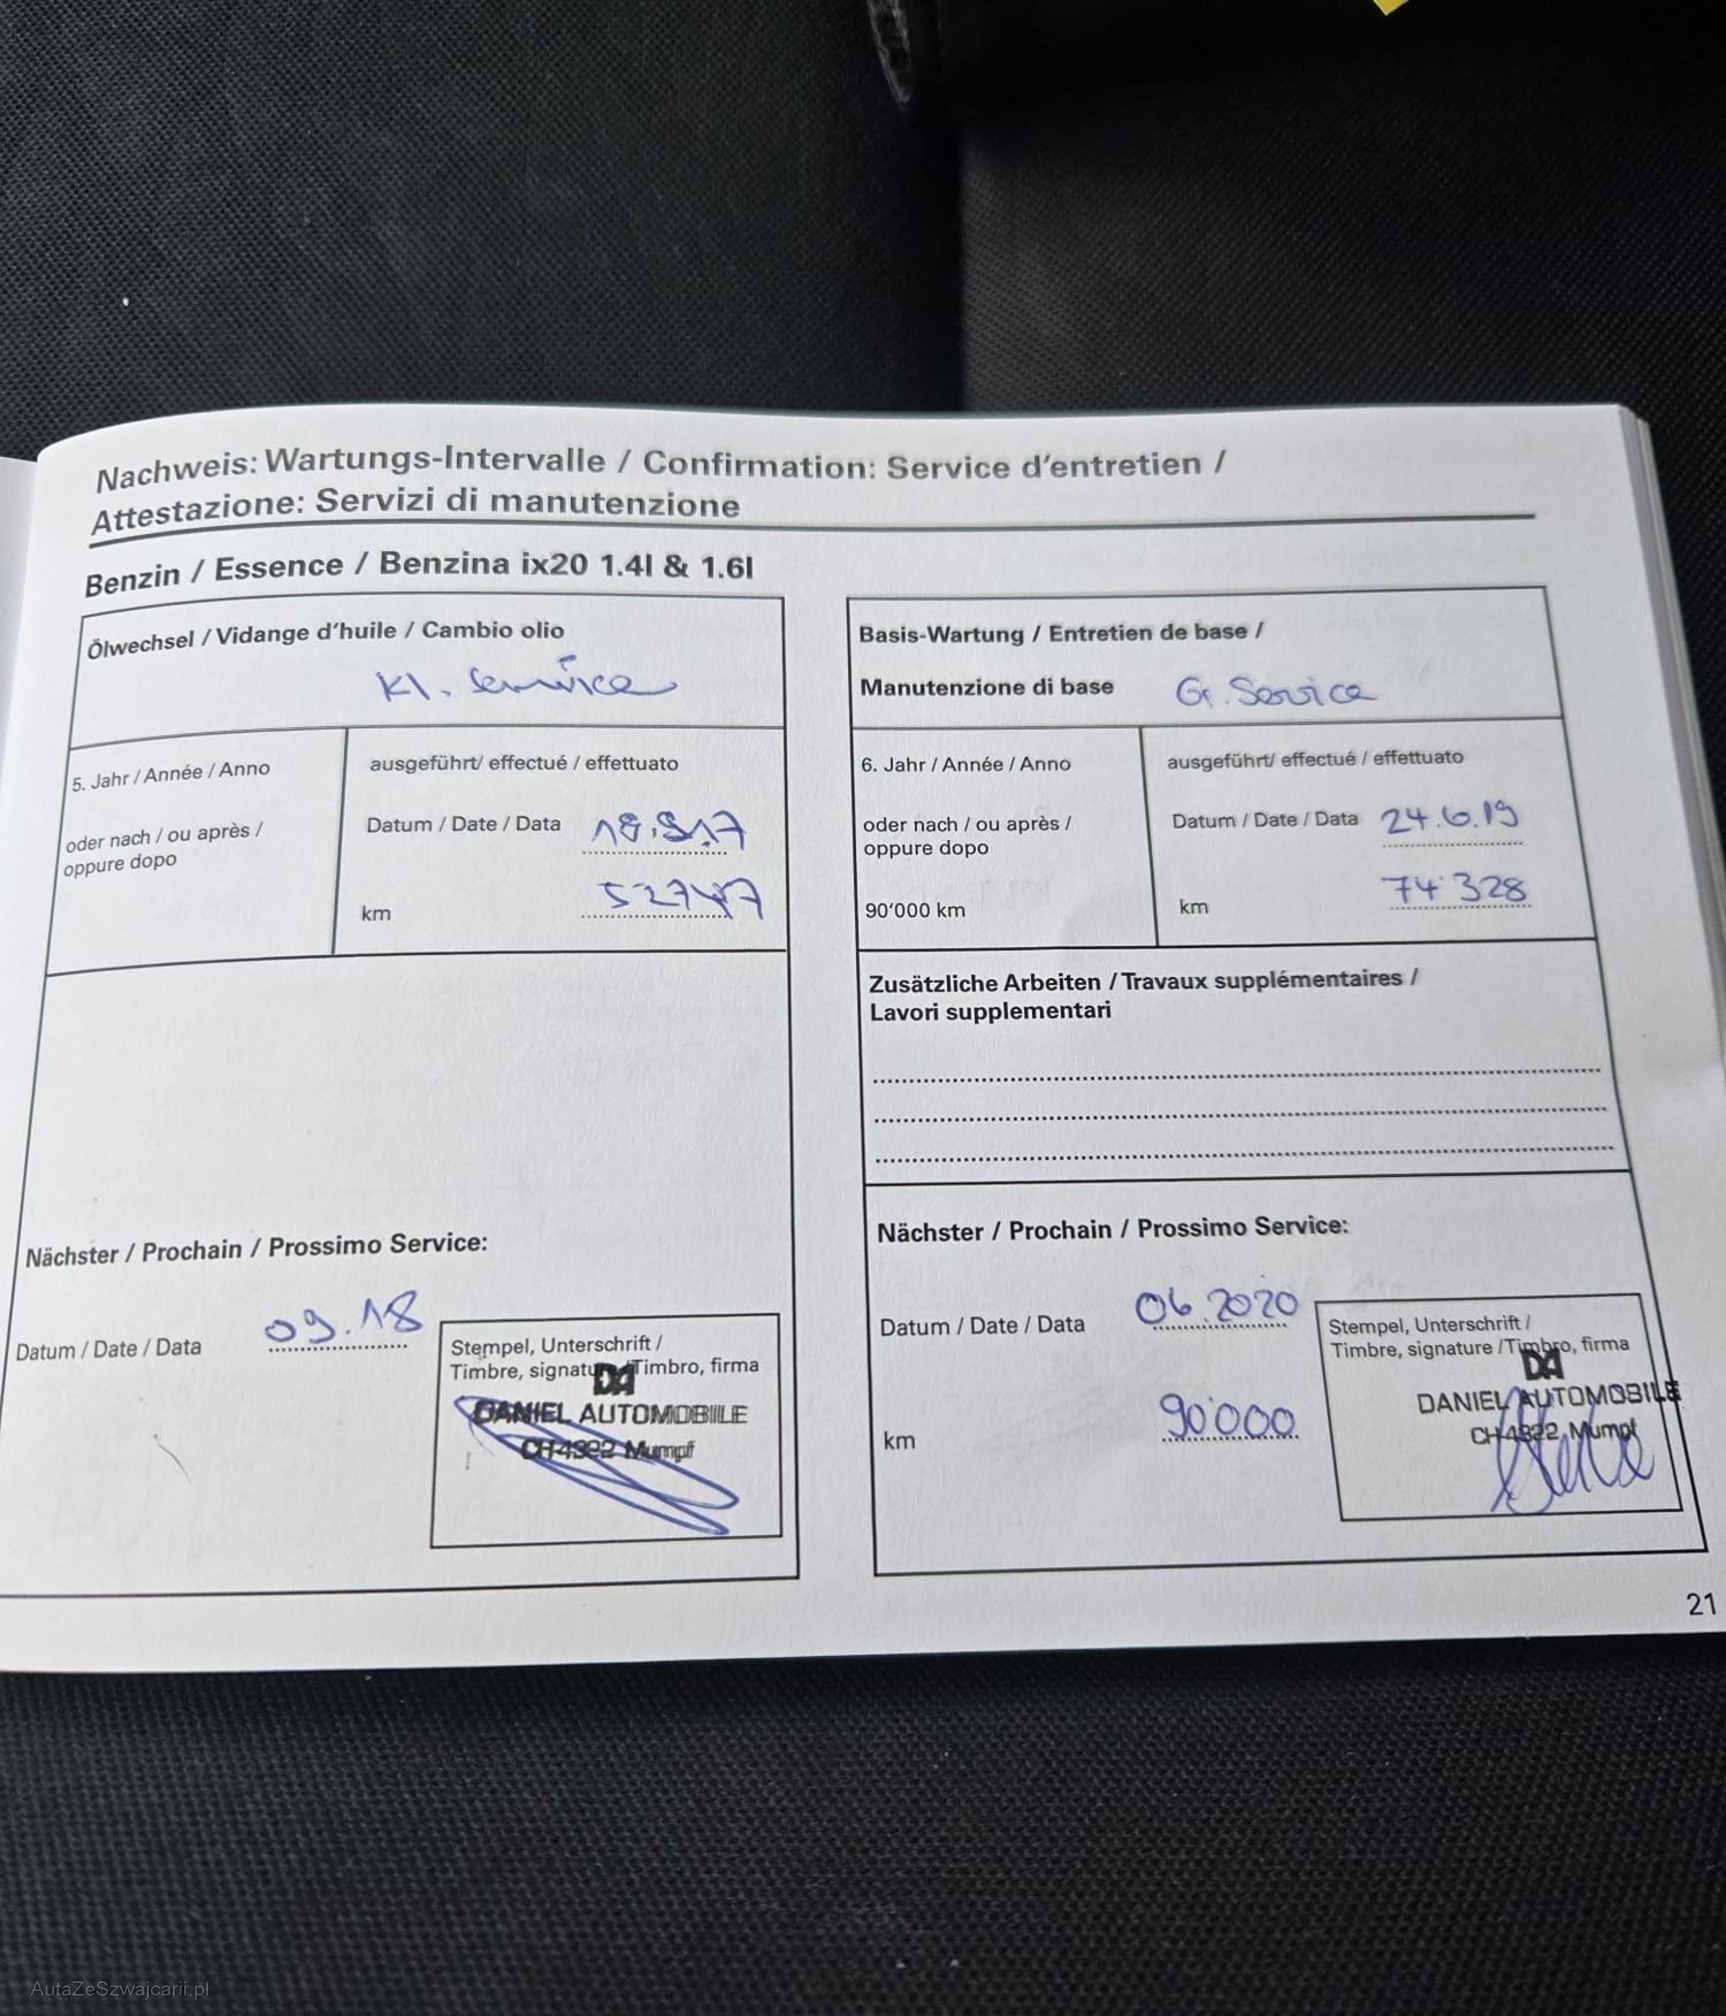 Nachweis: Wartungs-Intervalle / Confirmation: Service d'entretien /
Attestazione: Servizi di manutenzione
Benzin / Essence / Benzina ix20 1.4l & 1.6l
Ölwechsel / Vidange d'huile / Cambio olio
Kl. Service
5. Jahr / Année / Anno
oder nach / ou après /
oppure dopo
ausgeführt/ effectué / effettuato
Datum / Date / Data 18.9.17
km 52747
Nächster / Prochain / Prossimo Service:
Datum / Date / Data 09.18
Stempel, Unterschrift /
Timbre, signature / Timbro, firma
DA
DANIEL AUTOMOBILE
CH 4322 Mumpf
Basis-Wartung / Entretien de base /
Manutenzione di base G. Service
6. Jahr / Année / Anno
oder nach / ou après /
oppure dopo
90'000 km
ausgeführt/ effectué / effettuato
Datum / Date / Data 24.6.19
km 74'328
Zusätzliche Arbeiten / Travaux supplémentaires /
Lavori supplementari
Nächster / Prochain / Prossimo Service:
Datum / Date / Data 06.2020
km 90'000
Stempel, Unterschrift /
Timbre, signature / Timbro, firma
DA
DANIEL AUTOMOBILE
CH 4322 Mumpf
21
AutaZeSzwajcarii.pl